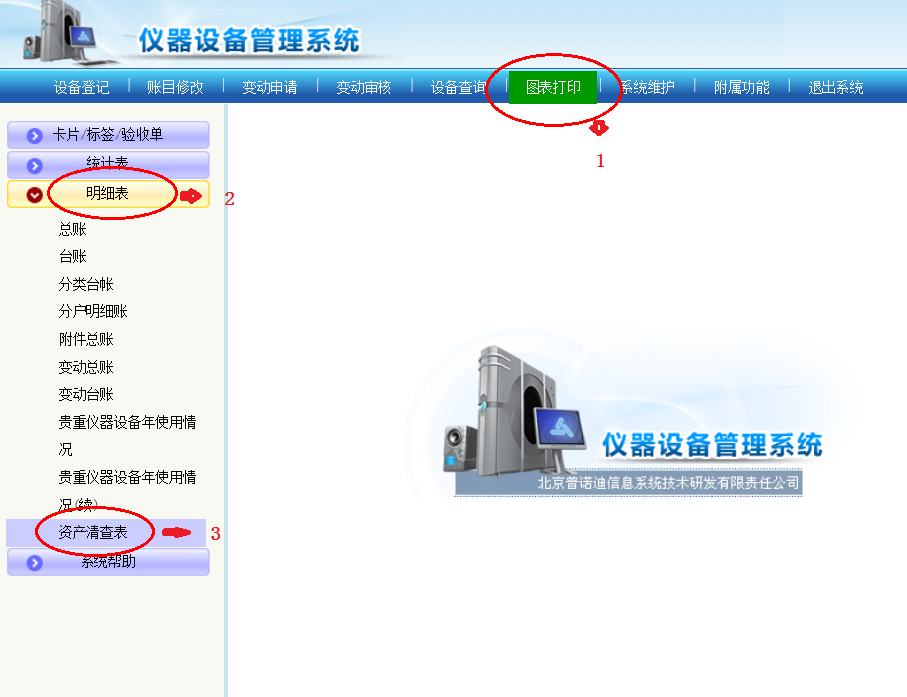 仪器设备管理系统
设备登记 账目修改 变动申请 变动审核 设备查询 图表打印 系统维护 附属功能 退出系统
1
卡片/标签/验收单
统计表
明细表
2
总账
台账
分类台帐
分户明细账
附件总账
变动总账
变动台账
贵重仪器设备年使用情
况
贵重仪器设备年使用情
况(续)
资产清查表
3
系统帮助
仪器设备管理系统
北京普诺迪信息系统技术研发有限责任公司